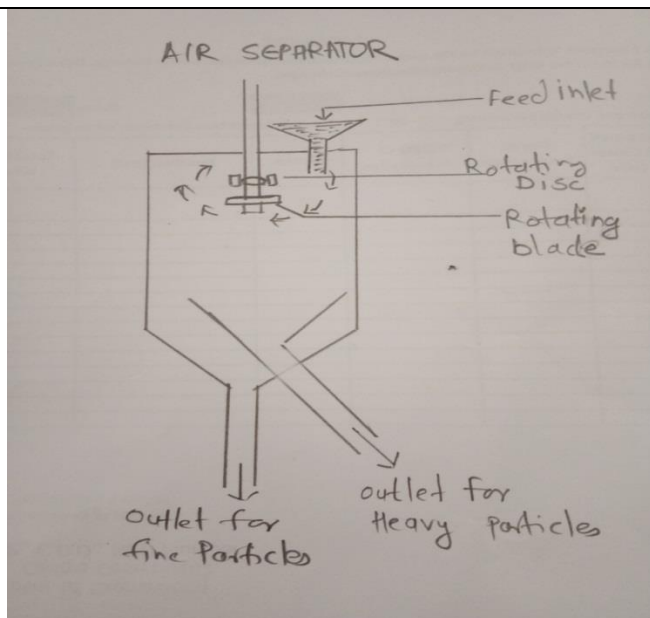 AIR SEPARATOR
Feed inlet
Rotating
Disc
Rotating
blade
outlet for
Heavy particles
outlet for
fine Particles